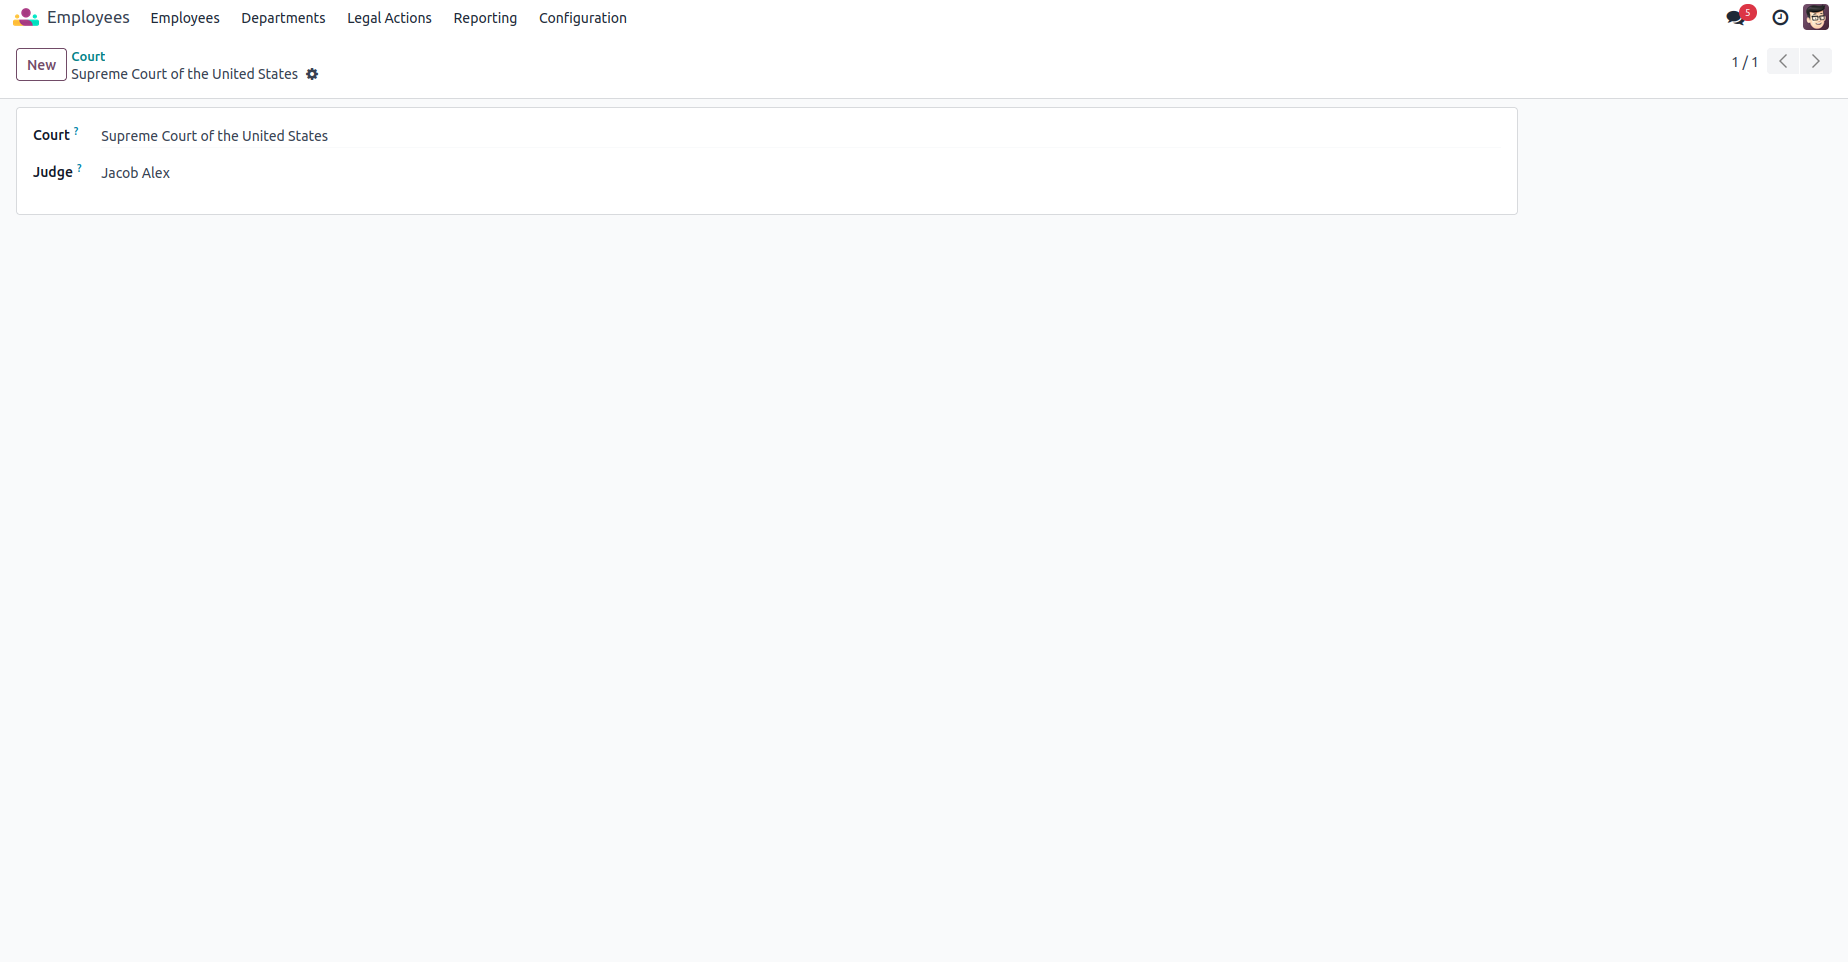 Employees Employees Departments Legal Actions Reporting Configuration 5
New Court 1 / 1
Supreme Court of the United States
Court ? Supreme Court of the United States
Judge ? Jacob Alex